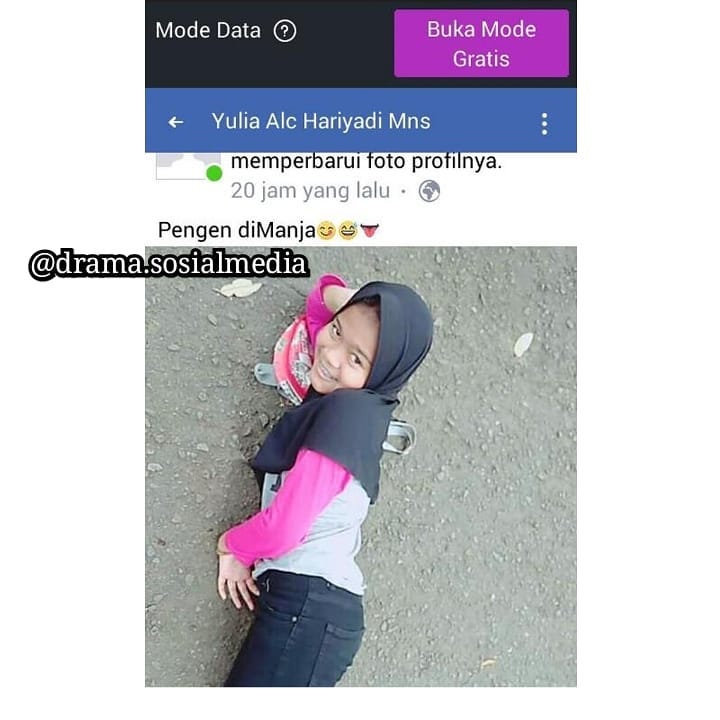 Mode Data ?
Buka Mode
Gratis
Yulia Alc Hariyadi Mns
memperbarui foto profilnya.
20 jam yang lalu ·
Pengen diManja😋😅👅
@drama.sosialmedia